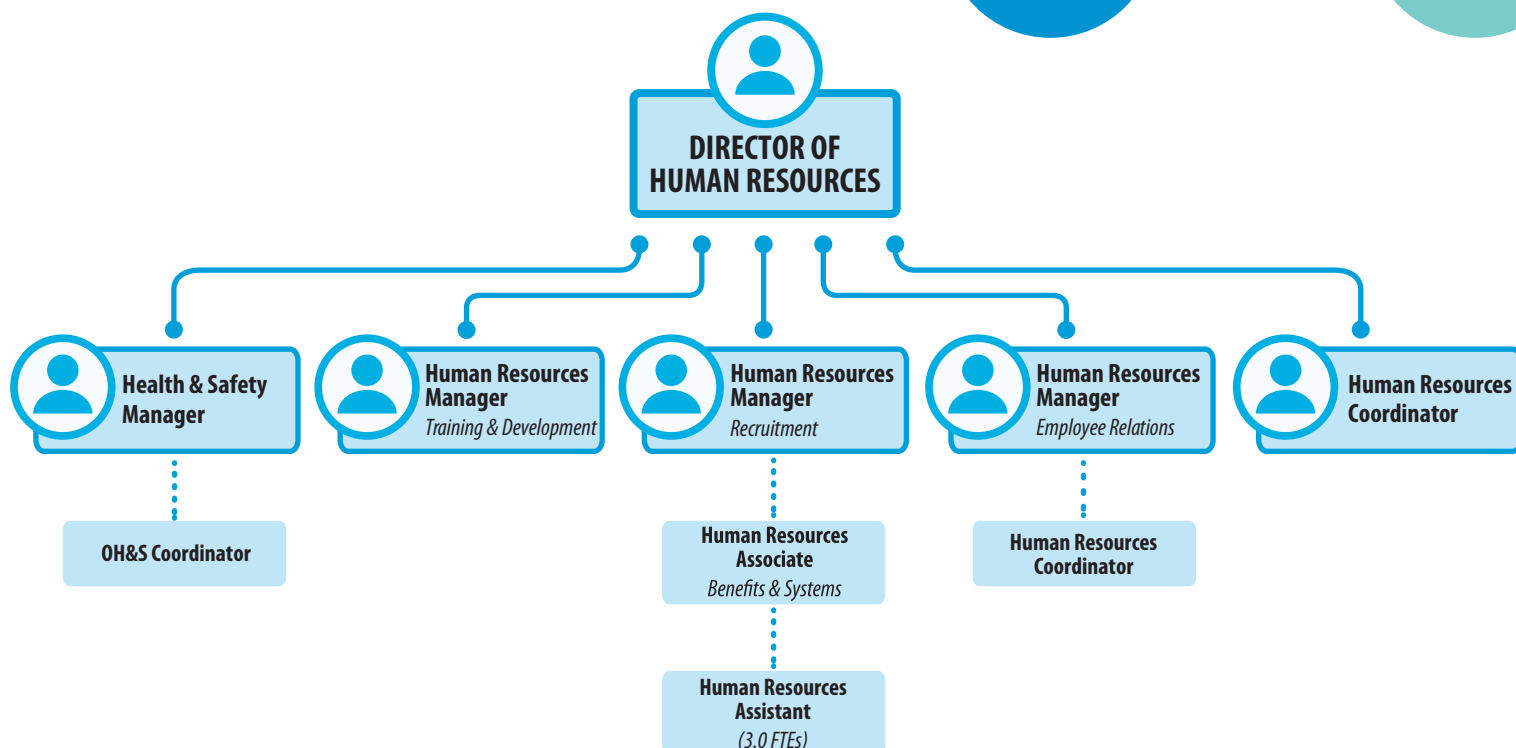 DIRECTOR OF
HUMAN RESOURCES
Health & Safety
Manager
Human Resources
Manager
Training & Development
Human Resources
Manager
Recruitment
Human Resources
Manager
Employee Relations
Human Resources
Coordinator
OH&S Coordinator
Human Resources
Associate
Benefits & Systems
Human Resources
Coordinator
Human Resources
Assistant
(3.0 FTEs)